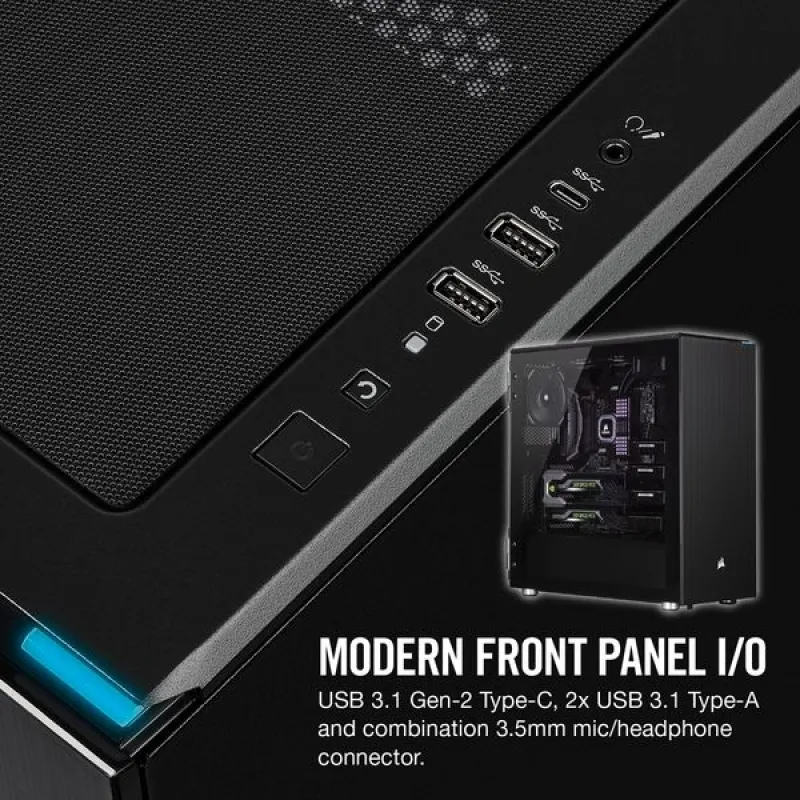 MODERN FRONT PANEL I/O
USB 3.1 Gen-2 Type-C, 2x USB 3.1 Type-A
and combination 3.5mm mic/headphone
connector.